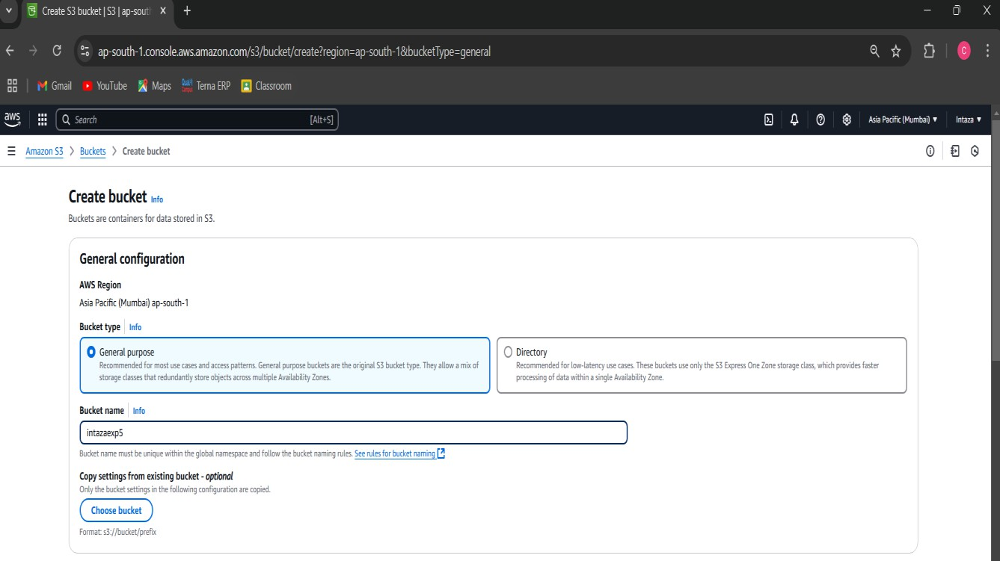 Create S3 bucket | S3 | ap-sout
ap-south-1.console.aws.amazon.com/s3/bucket/create?region=ap-south-1&bucketType=general
C
Gmail YouTube Maps Terna ERP Classroom
aws Search [Alt+S] Asia Pacific (Mumbai) Intaza
Amazon S3 > Buckets > Create bucket
Create bucket Info
Buckets are containers for data stored in S3.
General configuration
AWS Region
Asia Pacific (Mumbai) ap-south-1
Bucket type Info
General purpose
Recommended for most use cases and access patterns. General purpose buckets are the original S3 bucket type. They allow a mix of
storage classes that redundantly store objects across multiple Availability Zones.
Directory
Recommended for low-latency use cases. These buckets use only the S3 Express One Zone storage class, which provides faster
processing of data within a single Availability Zone.
Bucket name Info
intazaexp5
Bucket name must be unique within the global namespace and follow the bucket naming rules. See rules for bucket naming
Copy settings from existing bucket - optional
Only the bucket settings in the following configuration are copied.
Choose bucket
Format: s3://bucket/prefix